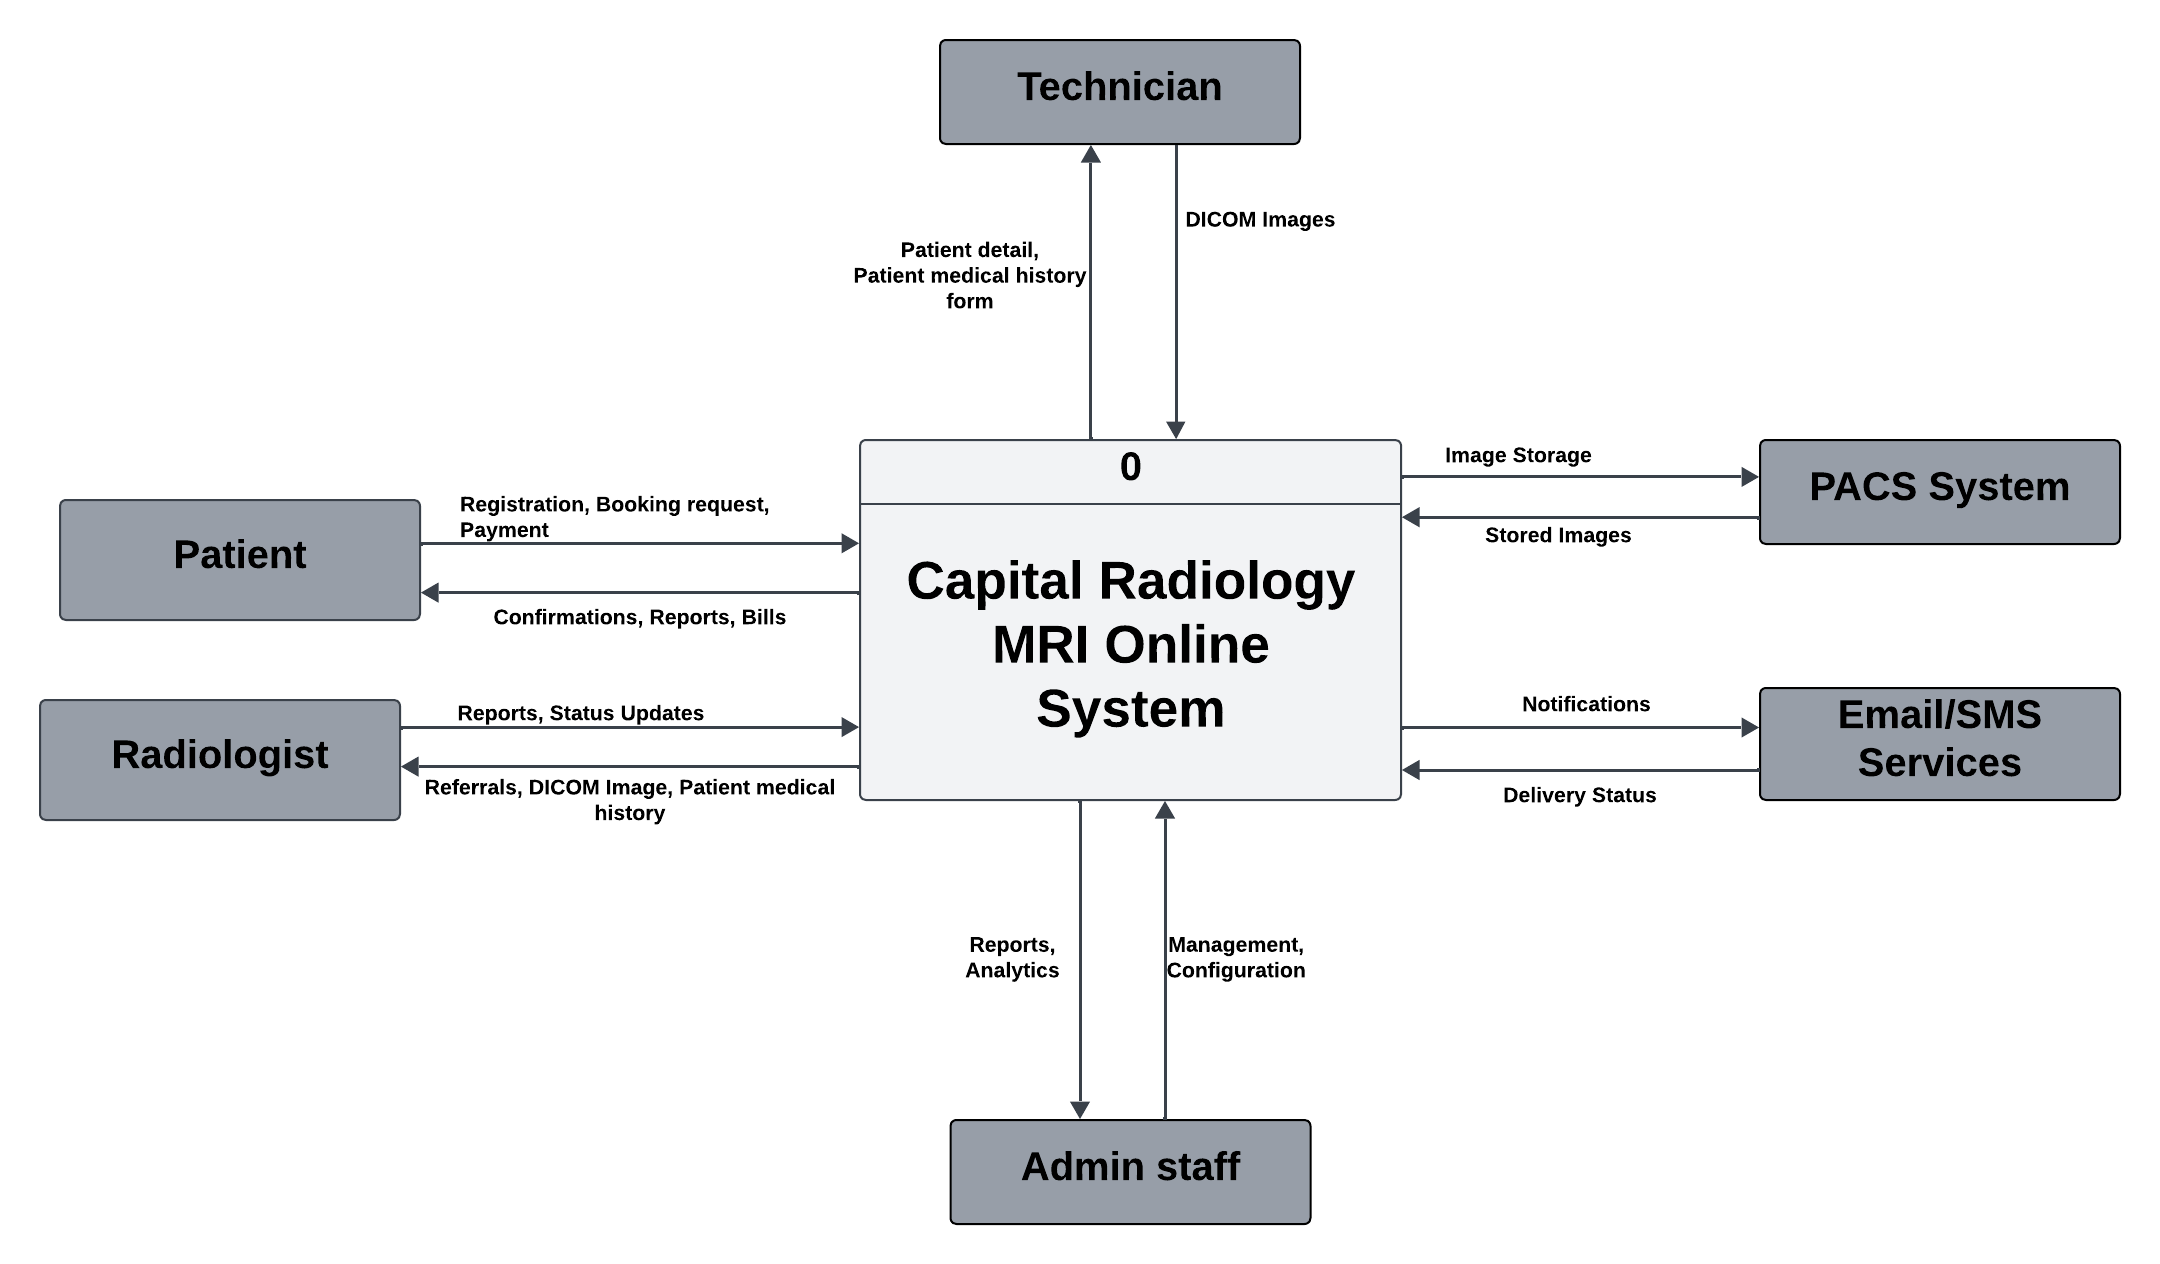 Technician
DICOM Images
Patient detail,
Patient medical history
form
0
Capital Radiology
MRI Online
System
Image Storage
PACS System
Stored Images
Registration, Booking request,
Payment
Patient
Confirmations, Reports, Bills
Reports, Status Updates
Radiologist
Referrals, DICOM Image, Patient medical
history
Notifications
Email/SMS
Services
Delivery Status
Reports,
Analytics
Management,
Configuration
Admin staff